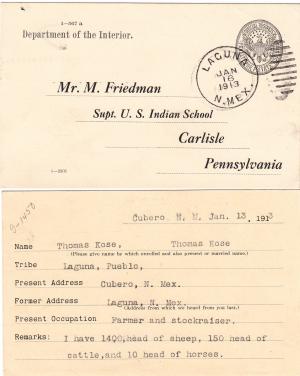 1—567 a
Department of the Interior.
LAGUNA
JAN
16
1913
N. MEX.
Mr. M. Friedman
Supt. U. S. Indian School
Carlisle
Pennsylvania
Cubero N. M. Jan. 13, 1913
Name Thomas Kose, Thomas Kose
(Please give name by which enrolled and also present or married name.)
Tribe Laguna, Pueblo,
Present Address Cubero, N. Mex.
Former Address Laguna, N. Mex.
(Address from which we heard from you last.)
Present Occupation Farmer and stockraiser.
Remarks: I have 1400, head of sheep, 150 head of
cattle, and 10 head of horses.